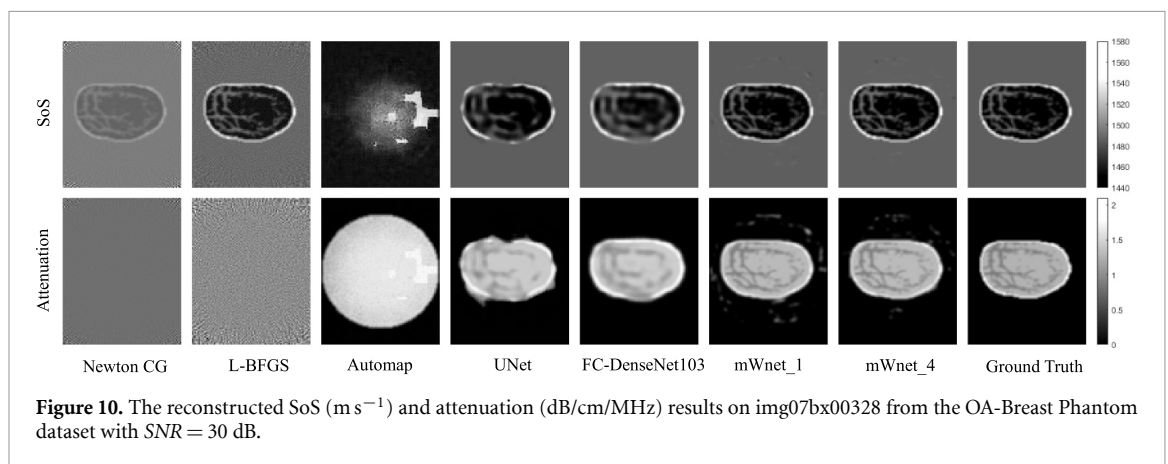 SoS
1580
1560
1540
1520
1500
1480
1460
1440
Attenuation
2
1.5
1
0.5
0
Newton CG L-BFGS Automap UNet FC-DenseNet103 mWnet_1 mWnet_4 Ground Truth
Figure 10. The reconstructed SoS (m s⁻¹) and attenuation (dB/cm/MHz) results on img07bx00328 from the OA-Breast Phantom
dataset with SNR = 30 dB.